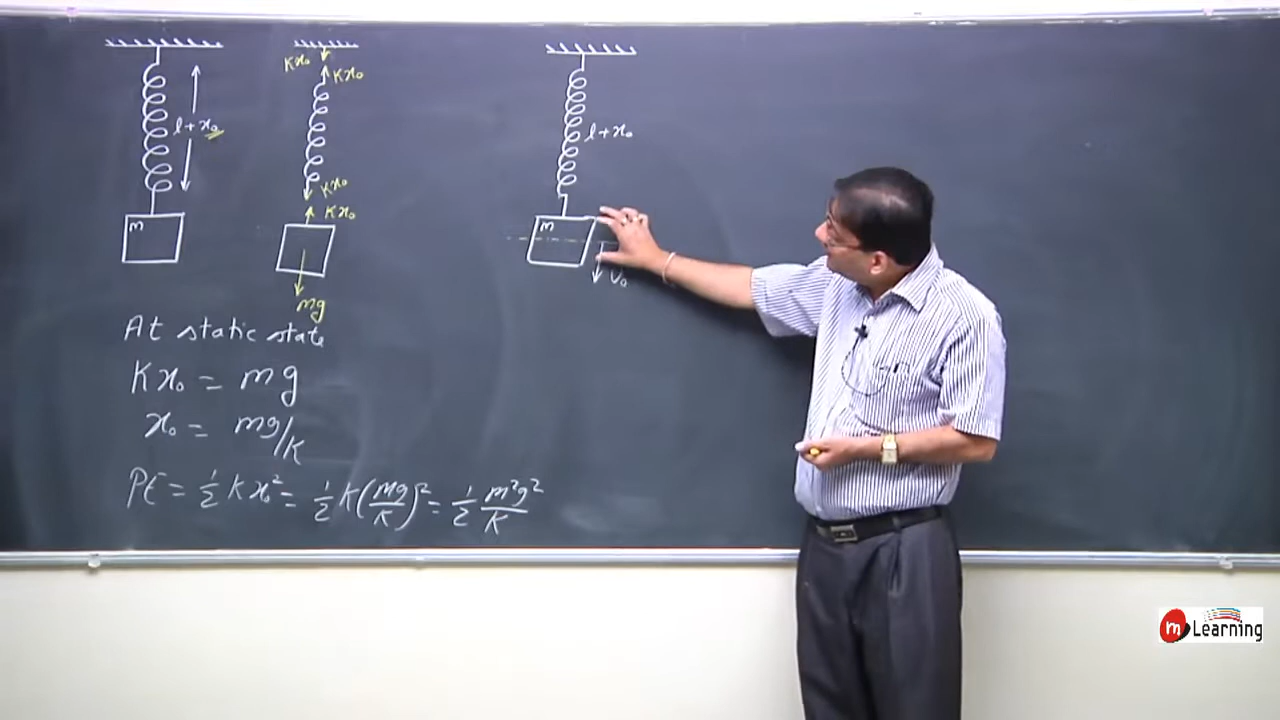 l + x₀
m
Kx₀
Kx₀
Kx₀
Kx₀
mg
l + x₀
m
v₀
At static state
Kx₀ = mg
x₀ = mg/K
PE = 1/2 Kx₀² = 1/2 K(mg/K)² = 1/2 m²g²/K
m Learning